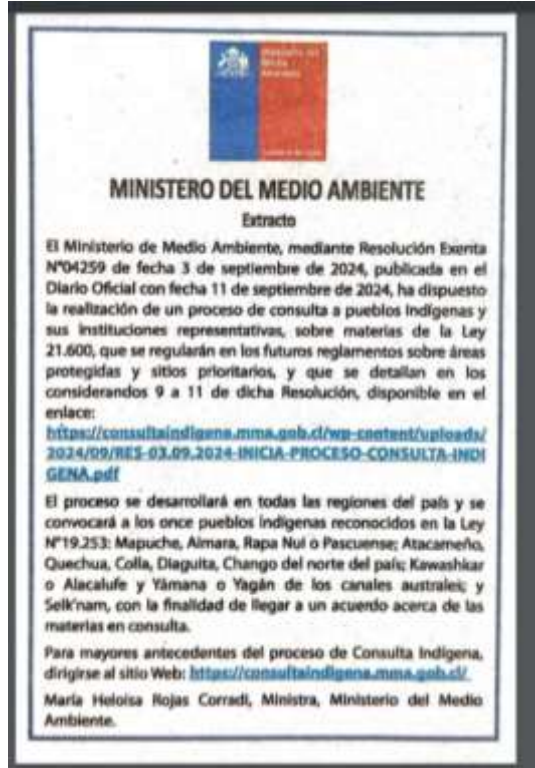 MINISTERIO DEL
Medio
Ambiente
MINISTERO DEL MEDIO AMBIENTE
Extracto
El Ministerio de Medio Ambiente, mediante Resolución Exenta
N°04259 de fecha 3 de septiembre de 2024, publicada en el
Diario Oficial con fecha 11 de septiembre de 2024, ha dispuesto
la realización de un proceso de consulta a pueblos indígenas y
sus instituciones representativas, sobre materias de la Ley
21.600, que se regularán en los futuros reglamentos sobre áreas
protegidas y sitios prioritarios, y que se detallan en los
considerandos 9 a 11 de dicha Resolución, disponible en el
enlace:
https://consultaindigena.mma.gob.cl/wp-content/uploads/
2024/09/RES-03.09.2024-INICIA-PROCESO-CONSULTA-INDI
GENA.pdf
El proceso se desarrollará en todas las regiones del país y se
convocará a los once pueblos indígenas reconocidos en la Ley
N°19.253: Mapuche, Aimara, Rapa Nui o Pascuense; Atacameño,
Quechua, Colla, Diaguita, Chango del norte del país; Kawashkar
o Alacalufe y Yámana o Yagán de los canales australes; y
Selk'nam, con la finalidad de llegar a un acuerdo acerca de las
materias en consulta.
Para mayores antecedentes del proceso de Consulta Indígena,
dirigirse al sitio Web: https://consultaindigena.mma.gob.cl/
María Heloísa Rojas Corradi, Ministra, Ministerio del Medio
Ambiente.